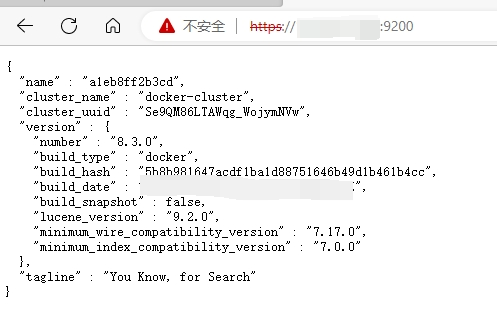 不安全 https:// :9200
{
"name" : "a1eb8ff2b3cd",
"cluster_name" : "docker-cluster",
"cluster_uuid" : "Se9QM86LTAWqg_WojymNVw",
"version" : {
"number" : "8.3.0",
"build_type" : "docker",
"build_hash" : "5b8b981647acdf1ba1d88751646b49d1b461b4cc",
"build_date" :
"build_snapshot" : false,
"lucene_version" : "9.2.0",
"minimum_wire_compatibility_version" : "7.17.0",
"minimum_index_compatibility_version" : "7.0.0"
},
"tagline" : "You Know, for Search"
}